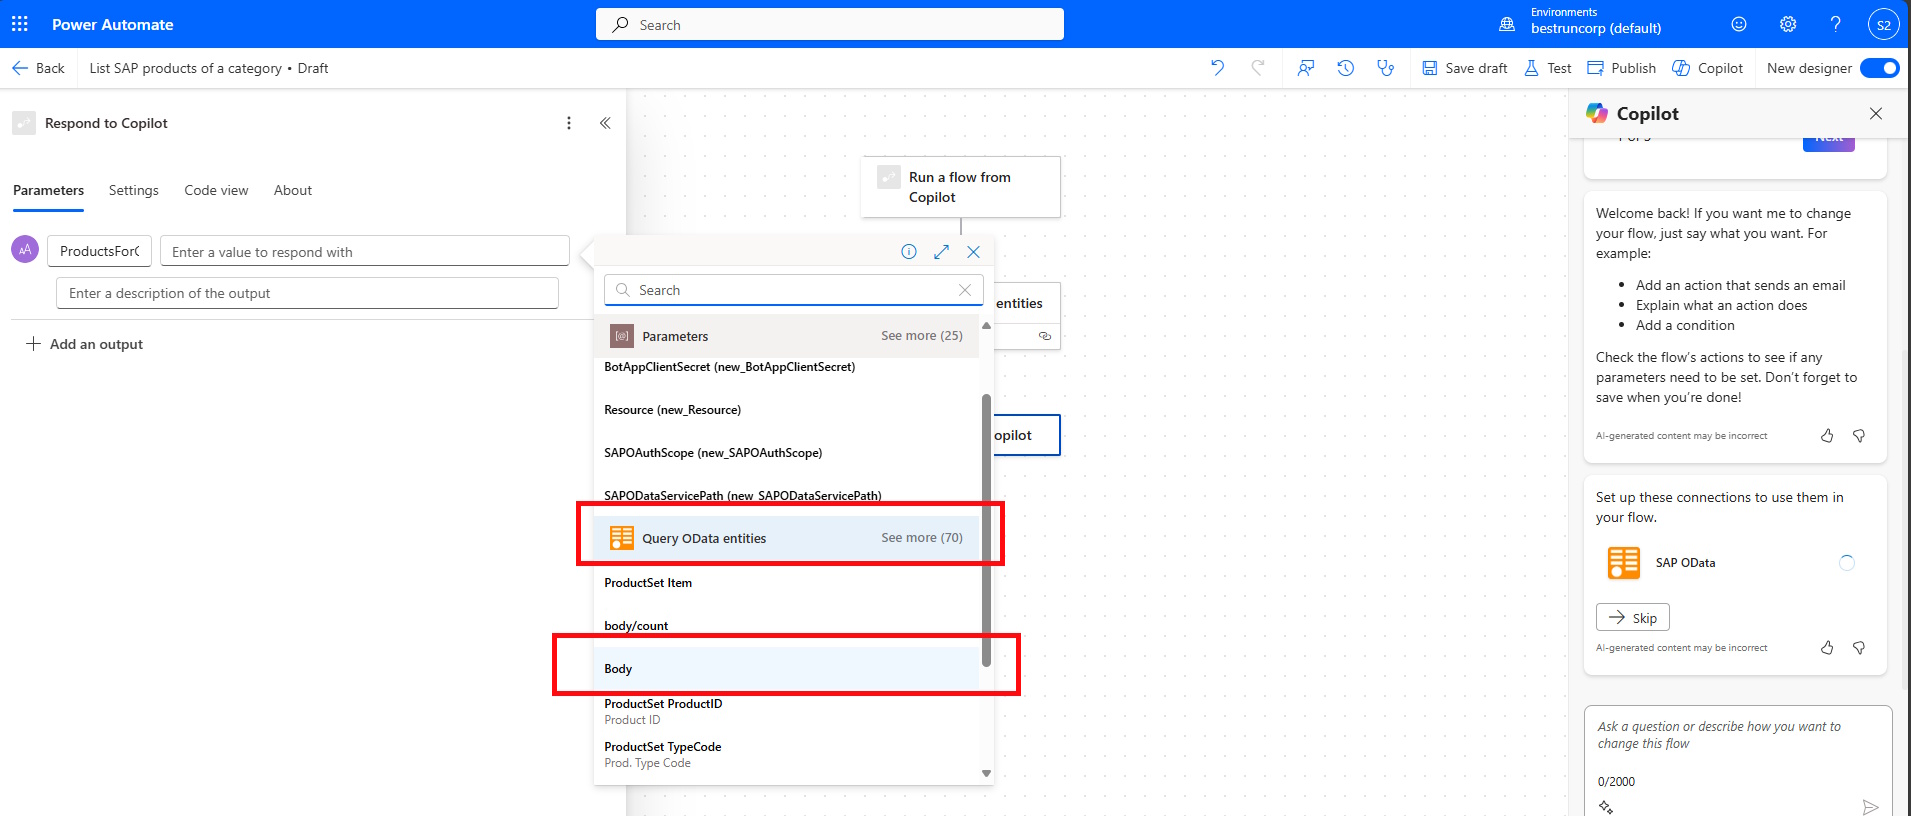 Power Automate
Search
Environments
bestruncorp (default)
S2
Back
List SAP products of a category • Draft
Save draft
Test
Publish
Copilot
New designer
Respond to Copilot
Parameters
Settings
Code view
About
AA
ProductsForC
Enter a value to respond with
Enter a description of the output
Add an output
Run a flow from
Copilot
entities
opilot
Search
Parameters
See more (25)
BotAppClientSecret (new_BotAppClientSecret)
Resource (new_Resource)
SAPOAuthScope (new_SAPOAuthScope)
SAPODataServicePath (new_SAPODataServicePath)
Query OData entities
See more (70)
ProductSet Item
body/count
Body
ProductSet ProductID
Product ID
ProductSet TypeCode
Prod. Type Code
Copilot
Next
Welcome back! If you want me to change
your flow, just say what you want. For
example:
• Add an action that sends an email
• Explain what an action does
• Add a condition
Check the flow's actions to see if any
parameters need to be set. Don't forget to
save when you're done!
AI-generated content may be incorrect
Set up these connections to use them in
your flow.
SAP OData
Skip
AI-generated content may be incorrect
Ask a question or describe how you want to
change this flow
0/2000